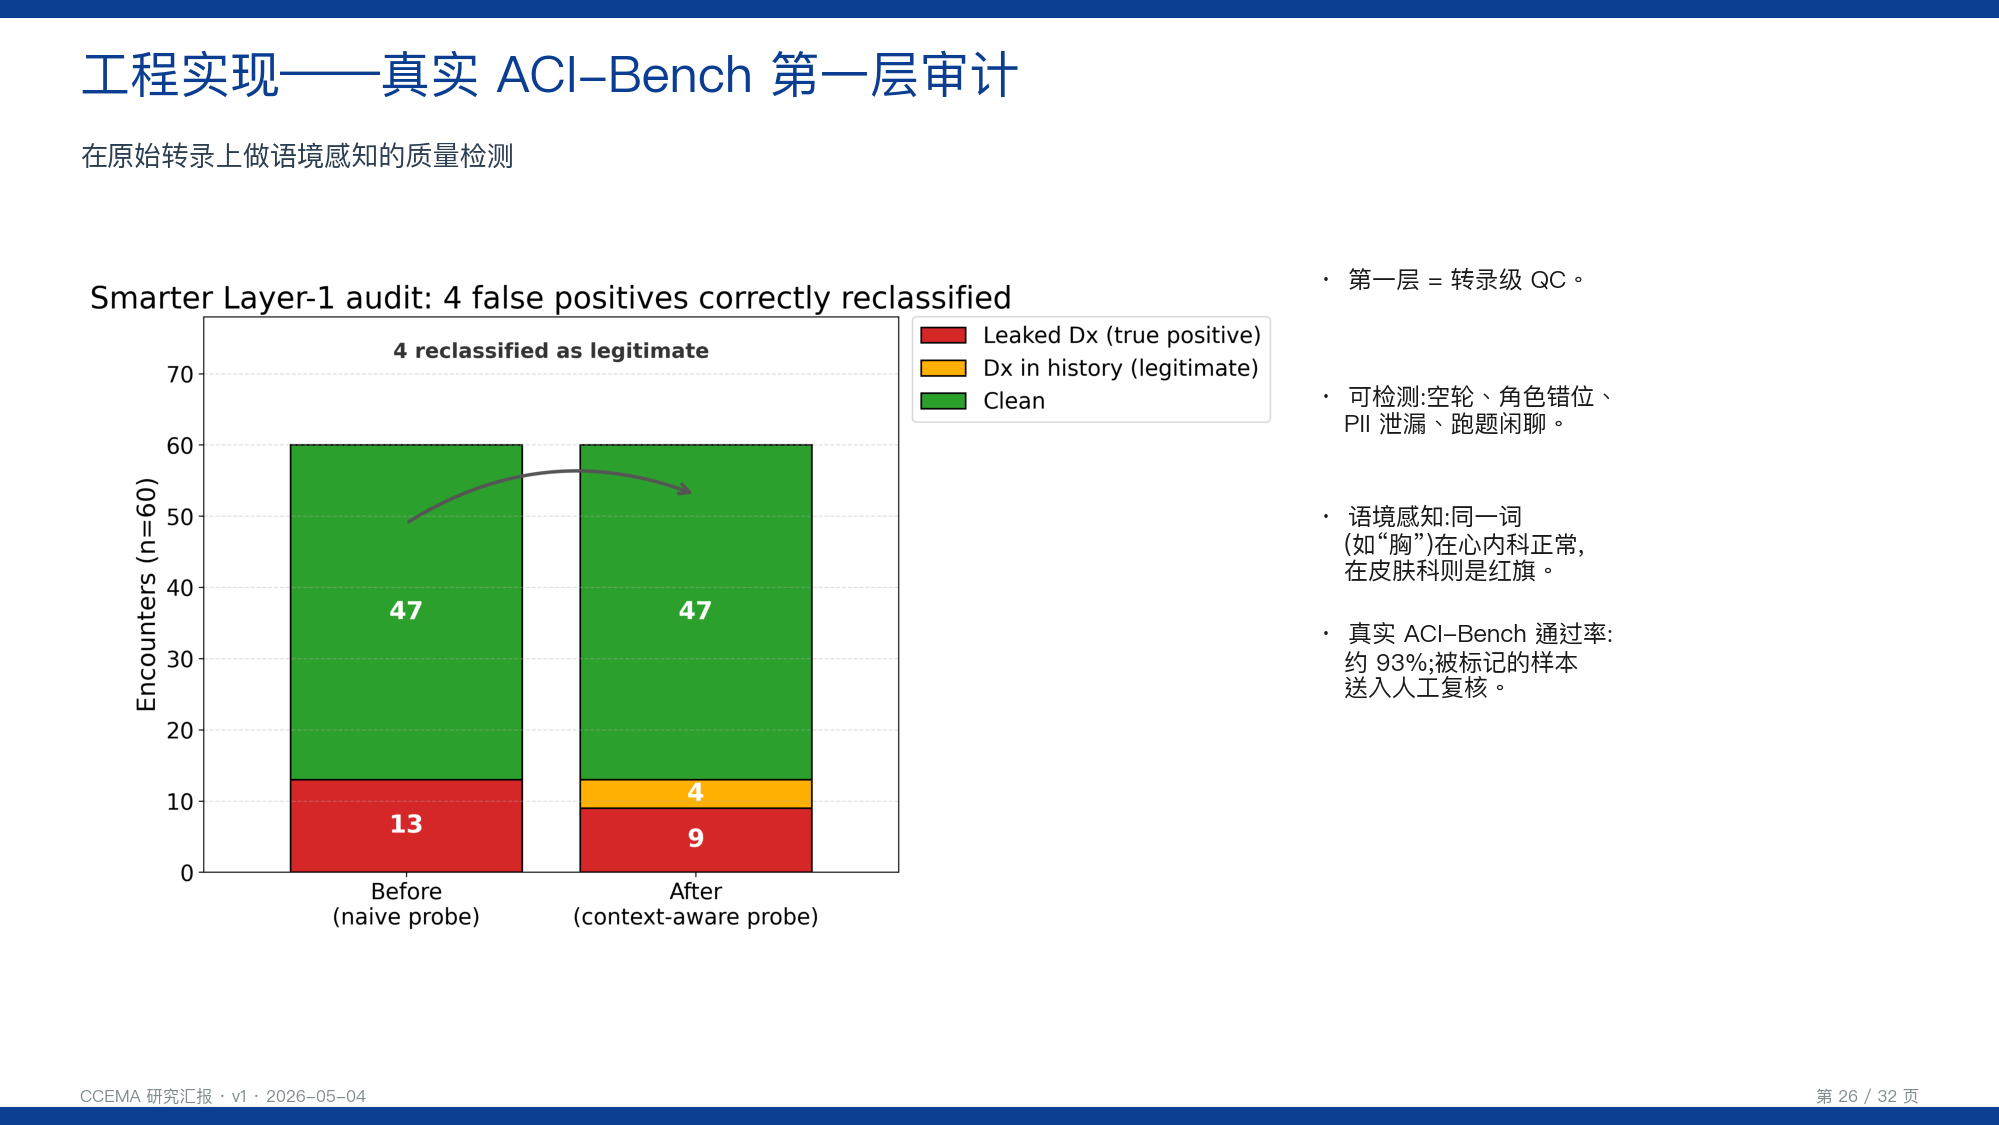 工程实现——真实 ACI-Bench 第一层审计
在原始转录上做语境感知的质量检测
Smarter Layer-1 audit: 4 false positives correctly reclassified
4 reclassified as legitimate
Leaked Dx (true positive)
Dx in history (legitimate)
Clean
Encounters (n=60)
70
60
50
40
30
20
10
0
47
47
4
13
9
Before
(naive probe)
After
(context-aware probe)
· 第一层 = 转录级 QC。
· 可检测:空轮、角色错位、
PII 泄漏、跑题闲聊。
· 语境感知:同一词
(如“胸”)在心内科正常,
在皮肤科则是红旗。
· 真实 ACI-Bench 通过率:
约 93%;被标记的样本
送入人工复核。
CCEMA 研究汇报 · v1 · 2026-05-04
第 26 / 32 页